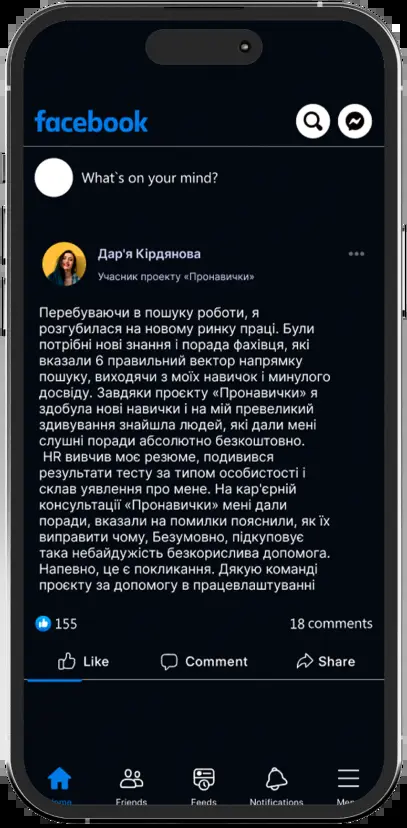 facebook
What`s on your mind?
Дар'я Кірдянова
Учасник проекту «Пронавички»
Перебуваючи в пошуку роботи, я
розгубилася на новому ринку праці. Були
потрібні нові знання і порада фахівця, які
вказали 6 правильний вектор напрямку
пошуку, виходячи з моїх навичок і минулого
досвіду. Завдяки проєкту «Пронавички» я
здобула нові навички і на мій превеликий
здивування знайшла людей, які дали мені
слушні поради абсолютно безкоштовно.
HR вивчив моє резюме, подивився
результати тесту за типом особистості і
склав уявлення про мене. На кар'єрній
консультації «Пронавички» мені дали
поради, вказали на помилки пояснили, як їх
виправити чому, Безумовно, підкуповує
така небайдужість безкорислива допомога.
Напевно, це є покликання. Дякую команді
проєкту за допомогу в працевлаштуванні
155 18 comments
Like Comment Share
Home Friends Feeds Notifications Menu